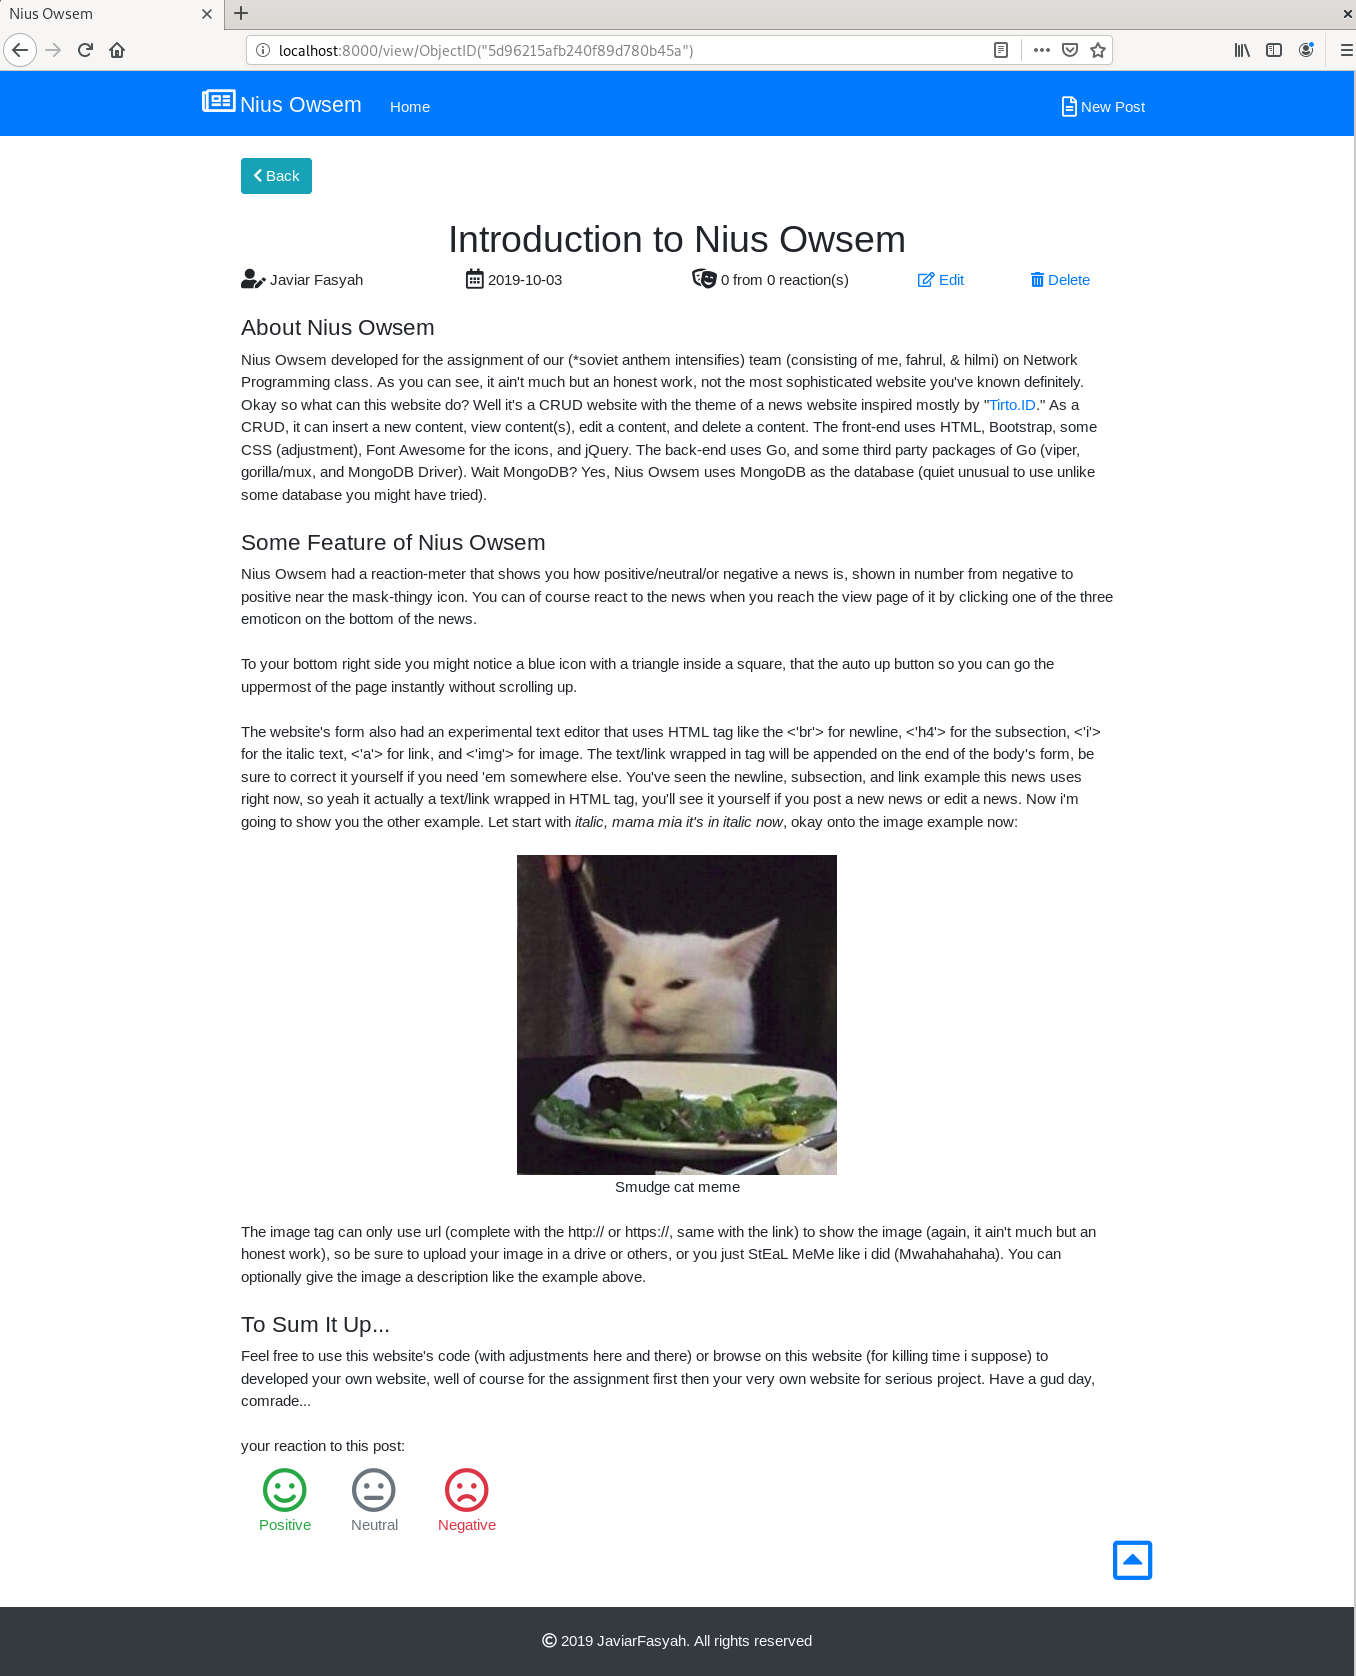 Nius Owsem
localhost:8000/view/ObjectID("5d96215afb240f89d780b45a")
Nius Owsem Home New Post
Back
Introduction to Nius Owsem
Javiar Fasyah 2019-10-03 0 from 0 reaction(s) Edit Delete
About Nius Owsem
Nius Owsem developed for the assignment of our (*soviet anthem intensifies) team (consisting of me, fahrul, & hilmi) on Network
Programming class. As you can see, it ain't much but an honest work, not the most sophisticated website you've known definitely.
Okay so what can this website do? Well it's a CRUD website with the theme of a news website inspired mostly by "Tirto.ID." As a
CRUD, it can insert a new content, view content(s), edit a content, and delete a content. The front-end uses HTML, Bootstrap, some
CSS (adjustment), Font Awesome for the icons, and jQuery. The back-end uses Go, and some third party packages of Go (viper,
gorilla/mux, and MongoDB Driver). Wait MongoDB? Yes, Nius Owsem uses MongoDB as the database (quiet unusual to use unlike
some database you might have tried).
Some Feature of Nius Owsem
Nius Owsem had a reaction-meter that shows you how positive/neutral/or negative a news is, shown in number from negative to
positive near the mask-thingy icon. You can of course react to the news when you reach the view page of it by clicking one of the three
emoticon on the bottom of the news.
To your bottom right side you might notice a blue icon with a triangle inside a square, that the auto up button so you can go the
uppermost of the page instantly without scrolling up.
The website's form also had an experimental text editor that uses HTML tag like the <'br'> for newline, <'h4'> for the subsection, <'i'>
for the italic text, <'a'> for link, and <'img'> for image. The text/link wrapped in tag will be appended on the end of the body's form, be
sure to correct it yourself if you need 'em somewhere else. You've seen the newline, subsection, and link example this news uses
right now, so yeah it actually a text/link wrapped in HTML tag, you'll see it yourself if you post a new news or edit a news. Now i'm
going to show you the other example. Let start with italic, mama mia it's in italic now, okay onto the image example now:
Smudge cat meme
The image tag can only use url (complete with the http:// or https://, same with the link) to show the image (again, it ain't much but an
honest work), so be sure to upload your image in a drive or others, or you just StEaL MeMe like i did (Mwahahahaha). You can
optionally give the image a description like the example above.
To Sum It Up...
Feel free to use this website's code (with adjustments here and there) or browse on this website (for killing time i suppose) to
developed your own website, well of course for the assignment first then your very own website for serious project. Have a gud day,
comrade...
your reaction to this post:
Positive Neutral Negative
© 2019 JaviarFasyah. All rights reserved